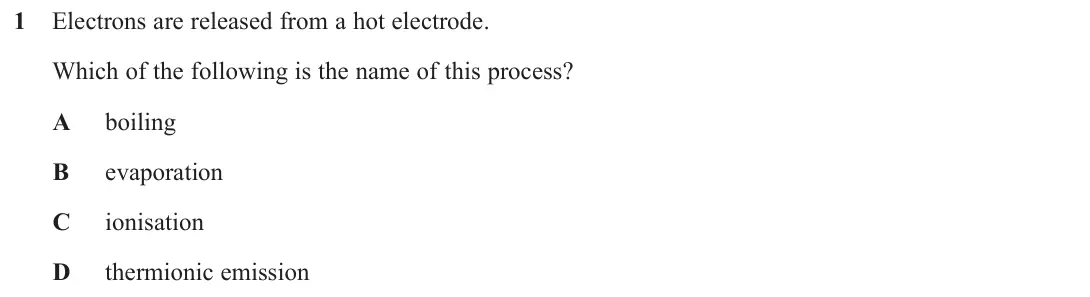 1 Electrons are released from a hot electrode.
Which of the following is the name of this process?
A boiling
B evaporation
C ionisation
D thermionic emission